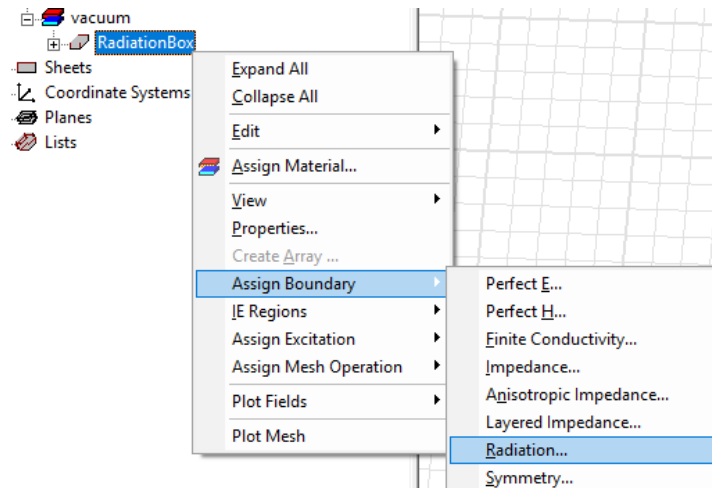 vacuum
RadiationBox
Sheets
Coordinate Systems
Planes
Lists
Expand All
Collapse All
Edit
Assign Material...
View
Properties...
Create Array ...
Assign Boundary
IE Regions
Assign Excitation
Assign Mesh Operation
Plot Fields
Plot Mesh
Perfect E...
Perfect H...
Finite Conductivity...
Impedance...
Anisotropic Impedance...
Layered Impedance...
Radiation...
Symmetry...